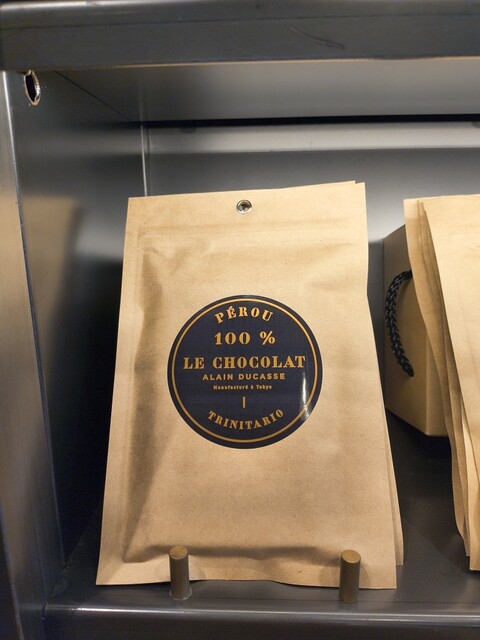 PÉROU
100 %
LE CHOCOLAT
ALAIN DUCASSE
Manufacturé à Tokyo
TRINITARIO